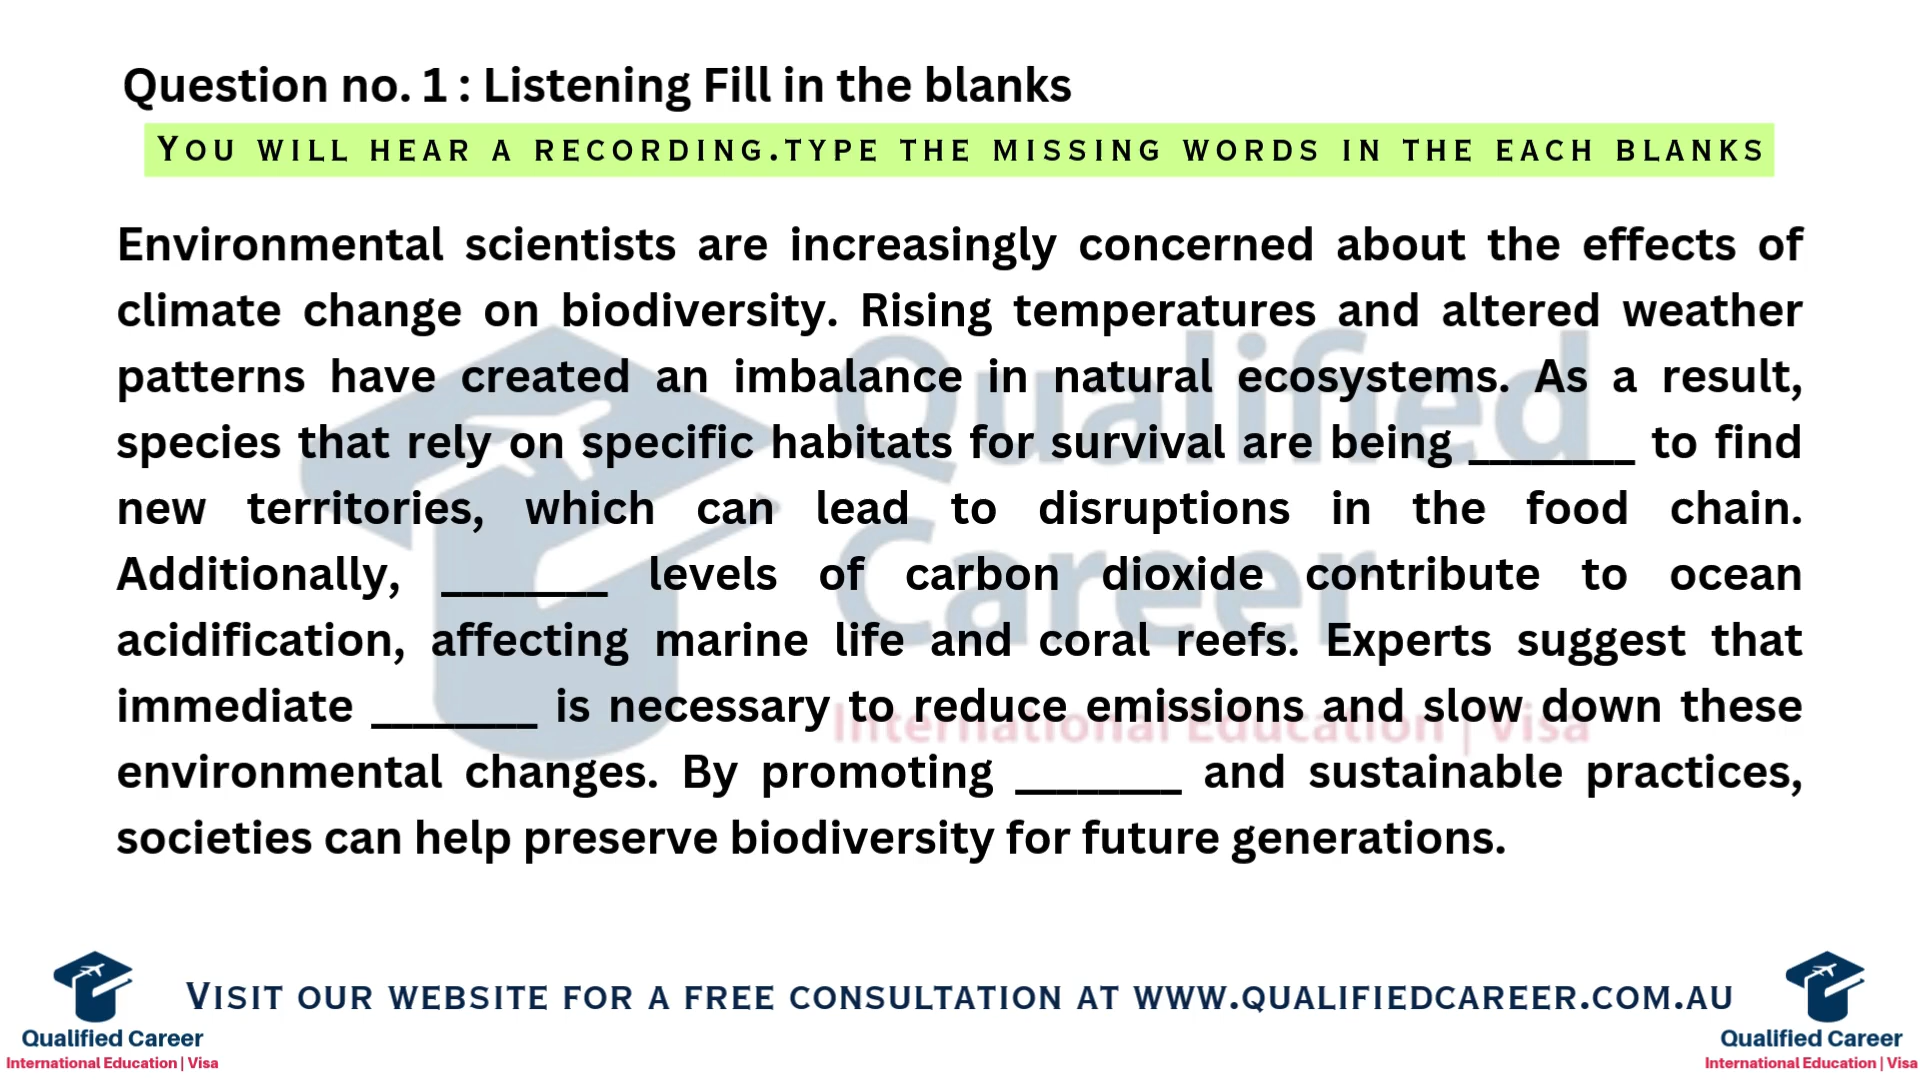 Question no. 1 : Listening Fill in the blanks
YOU WILL HEAR A RECORDING.TYPE THE MISSING WORDS IN THE EACH BLANKS
Environmental scientists are increasingly concerned about the effects of
climate change on biodiversity. Rising temperatures and altered weather
patterns have created an imbalance in natural ecosystems. As a result,
species that rely on specific habitats for survival are being ________ to find
new territories, which can lead to disruptions in the food chain.
Additionally, ________ levels of carbon dioxide contribute to ocean
acidification, affecting marine life and coral reefs. Experts suggest that
immediate ________ is necessary to reduce emissions and slow down these
environmental changes. By promoting ________ and sustainable practices,
societies can help preserve biodiversity for future generations.
Qualified
Career
International Education | Visa
VISIT OUR WEBSITE FOR A FREE CONSULTATION AT WWW.QUALIFIEDCAREER.COM.AU
Qualified Career
International Education | Visa
Qualified Career
International Education | Visa